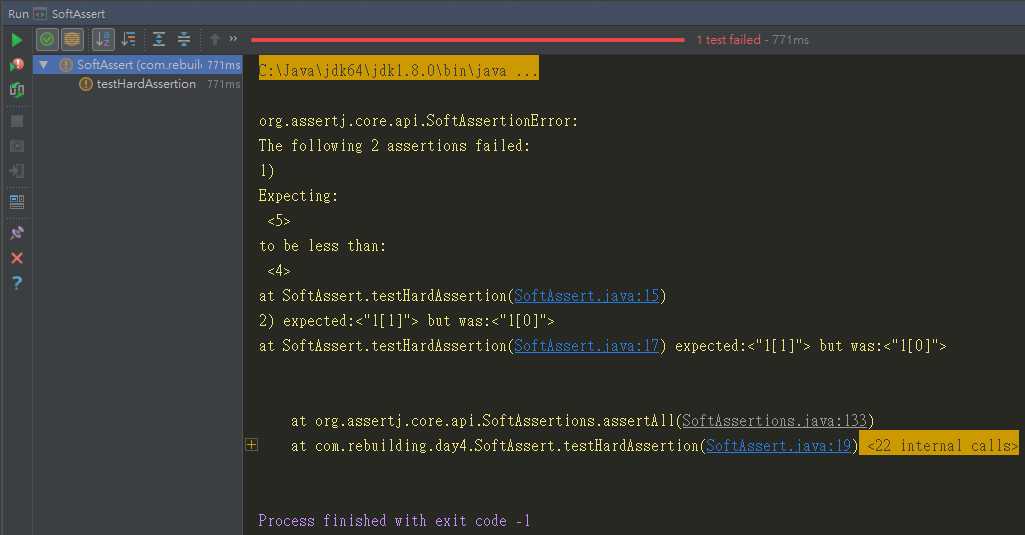 Run SoftAssert
1 test failed - 771ms
SoftAssert (com.rebuil 771ms
testHardAssertion 771ms
C:\Java\jdk64\jdk1.8.0\bin\java ...
org.assertj.core.api.SoftAssertionError:
The following 2 assertions failed:
1)
Expecting:
<5>
to be less than:
<4>
at SoftAssert.testHardAssertion(SoftAssert.java:15)
2) expected:<"1[1]"> but was:<"1[0]">
at SoftAssert.testHardAssertion(SoftAssert.java:17) expected:<"1[1]"> but was:<"1[0]">
at org.assertj.core.api.SoftAssertions.assertAll(SoftAssertions.java:133)
at com.rebuilding.day4.SoftAssert.testHardAssertion(SoftAssert.java:19) <22 internal calls>
Process finished with exit code -1